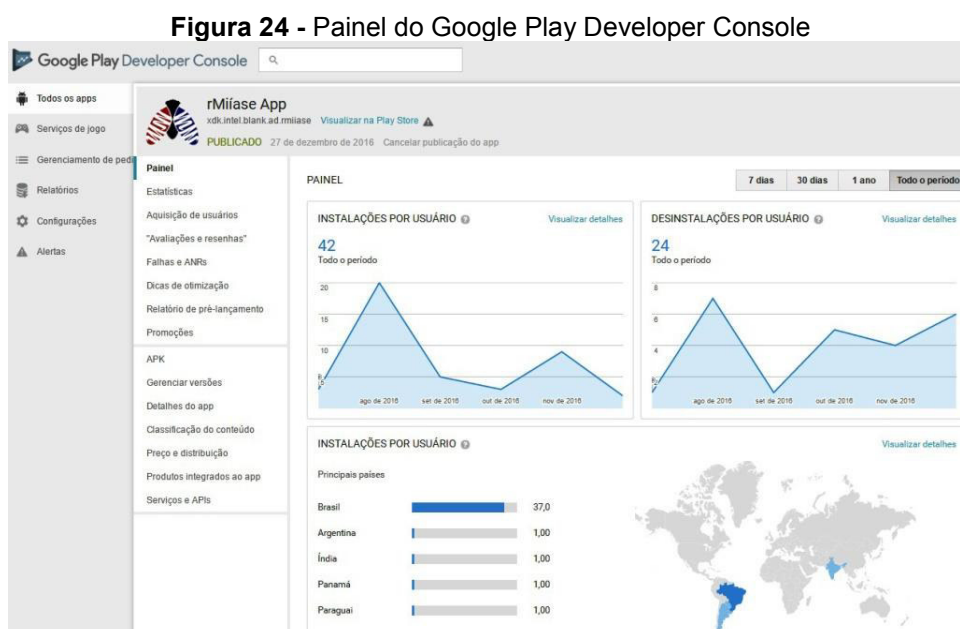 Figura 24 - Painel do Google Play Developer Console
Google Play Developer Console
Todos os apps
Serviços de jogo
Gerenciamento de pedi
Relatórios
Configurações
Alertas
rMiíase App
xdk.intel.blank.ad.rmiiase Visualizar na Play Store
PUBLICADO 27 de dezembro de 2016 Cancelar publicação do app
Painel
Estatísticas
Aquisição de usuários
"Avaliações e resenhas"
Falhas e ANRs
Dicas de otimização
Relatório de pré-lançamento
Promoções
APK
Gerenciar versões
Detalhes do app
Classificação do conteúdo
Preço e distribuição
Produtos integrados ao app
Serviços e APIs
PAINEL
7 dias 30 dias 1 ano Todo o período
INSTALAÇÕES POR USUÁRIO Visualizar detalhes
42
Todo o período
20
15
10
5
ago de 2016 set de 2016 out de 2016 nov de 2016
DESINSTALAÇÕES POR USUÁRIO Visualizar detalhes
24
Todo o período
8
6
4
ago de 2016 set de 2016 out de 2016 nov de 2016
INSTALAÇÕES POR USUÁRIO Visualizar detalhes
Principais países
Brasil 37,0
Argentina 1,00
Índia 1,00
Panamá 1,00
Paraguai 1,00